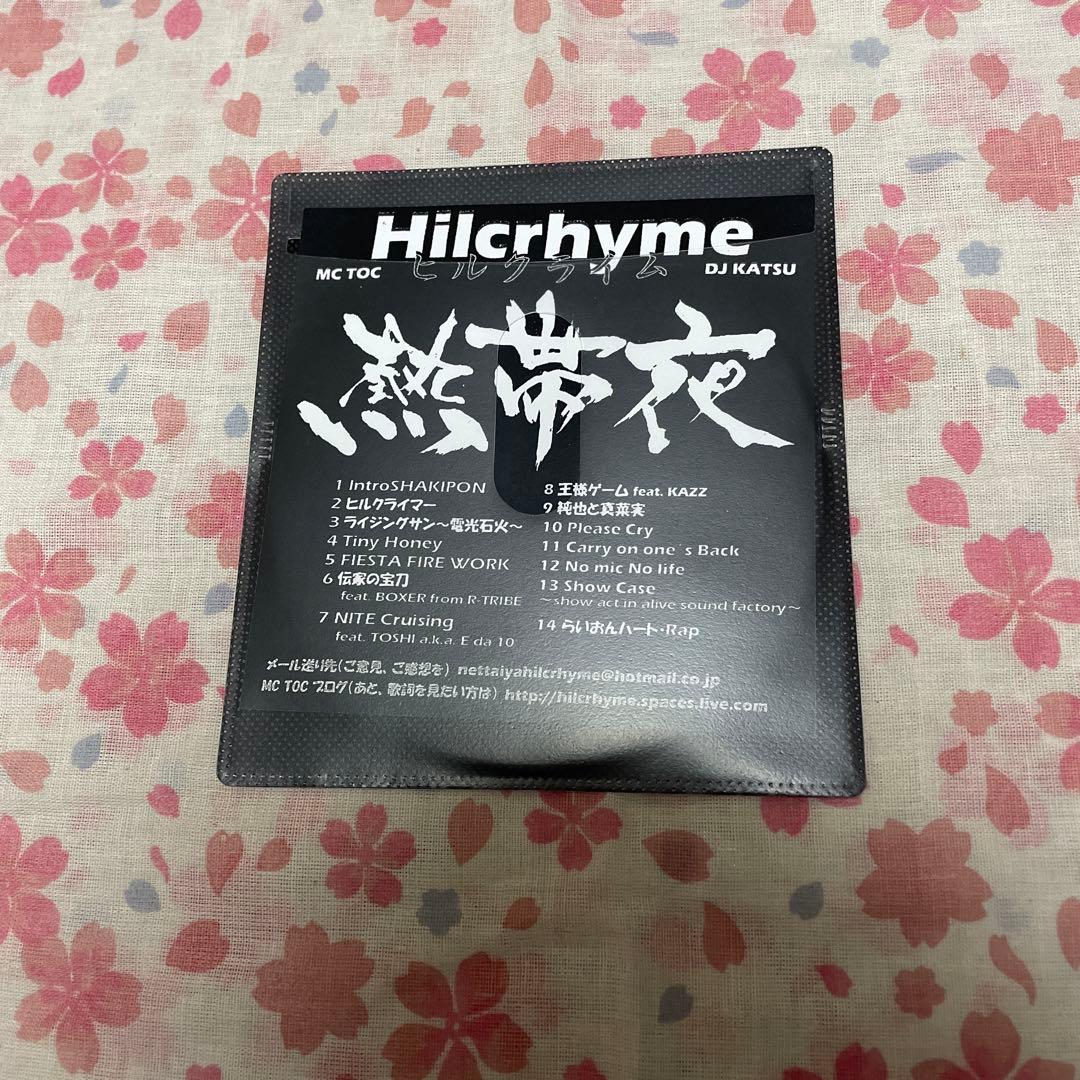 Hilcrhyme
ヒルクライム
MC TOC
DJ KATSU
熱帯夜
1 IntroSHAKIPON
2 ヒルクライマー
3 ライジングサン〜電光石火〜
4 Tiny Honey
5 FIESTA FIRE WORK
6 伝家の宝刀
feat. BOXER from R-TRIBE
7 NITE Cruising
feat. TOSHI a.k.a. E da 10
8 王様ゲーム feat. KAZZ
9 純也と真菜実
10 Please Cry
11 Carry on one`s Back
12 No mic No life
13 Show Case
〜show act in alive sound factory〜
14 らいおんハート・Rap
メール送り先(ご意見、ご感想を) nettaiyahilcrhyme@hotmail.co.jp
MC TOC ブログ(あと、歌詞を見たい方は) http://hilcrhyme.spaces.live.com